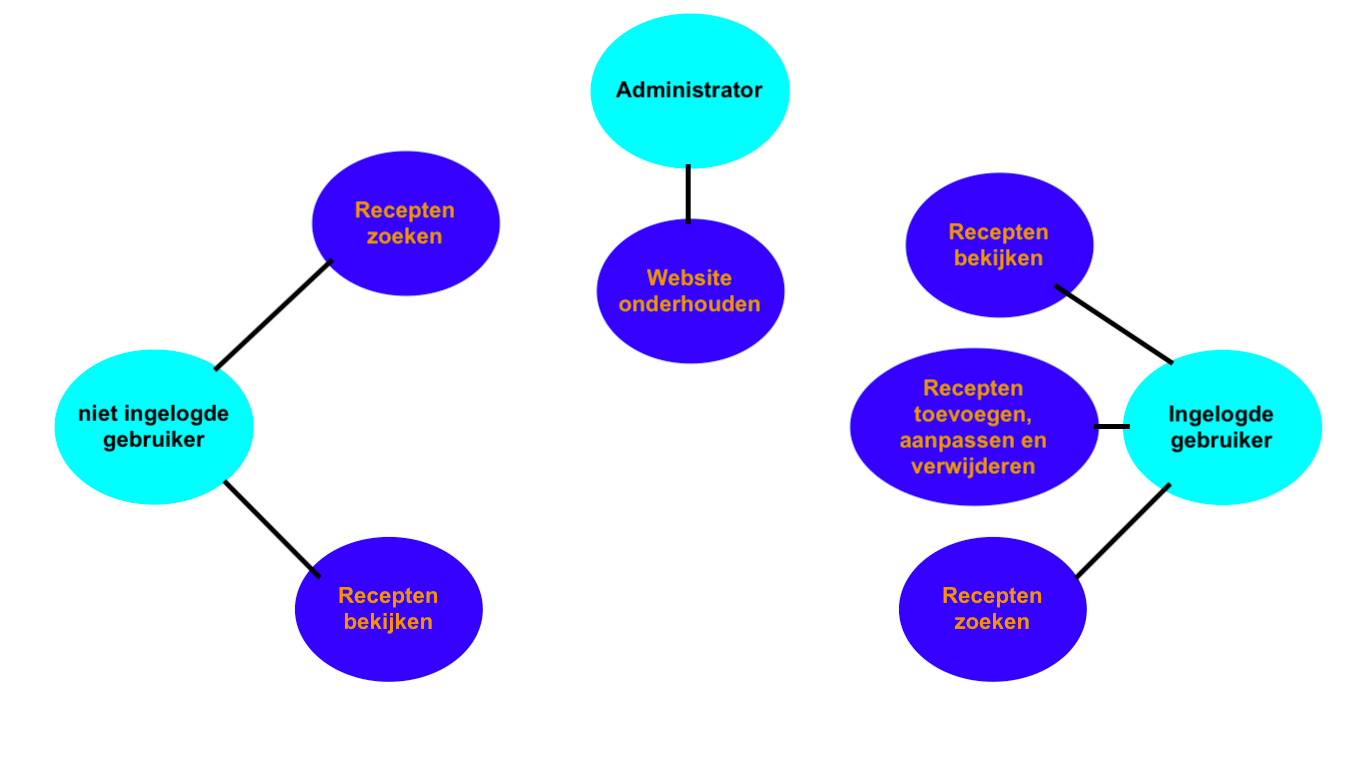 Administrator
Recepten
zoeken
Website
onderhouden
Recepten
bekijken
niet ingelogde
gebruiker
Recepten
toevoegen,
aanpassen en
verwijderen
Ingelogde
gebruiker
Recepten
bekijken
Recepten
zoeken